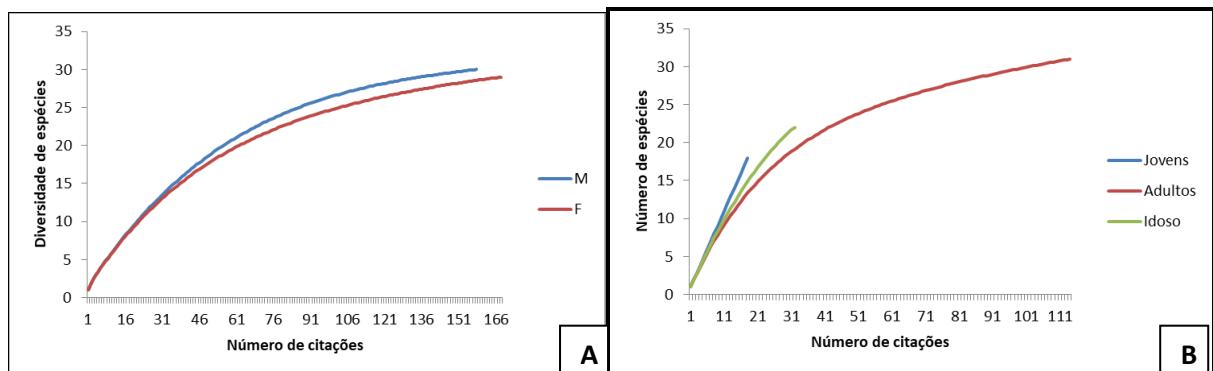 Diversidade de espécies
35
30
25
20
15
10
5
0
1 16 31 46 61 76 91 106 121 136 151 166
Número de citações
M
F
A
Número de espécies
35
30
25
20
15
10
5
0
1 11 21 31 41 51 61 71 81 91 101 111
Número de citações
Jovens
Adultos
Idoso
B